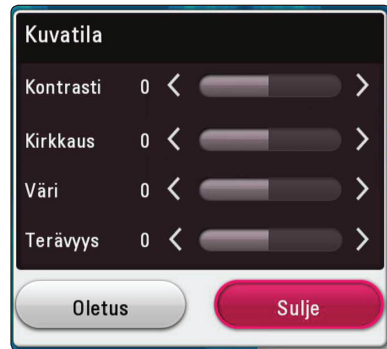 Kuvatila
Kontrasti 0
Kirkkaus 0
Väri 0
Terävyys 0
Oletus Sulje